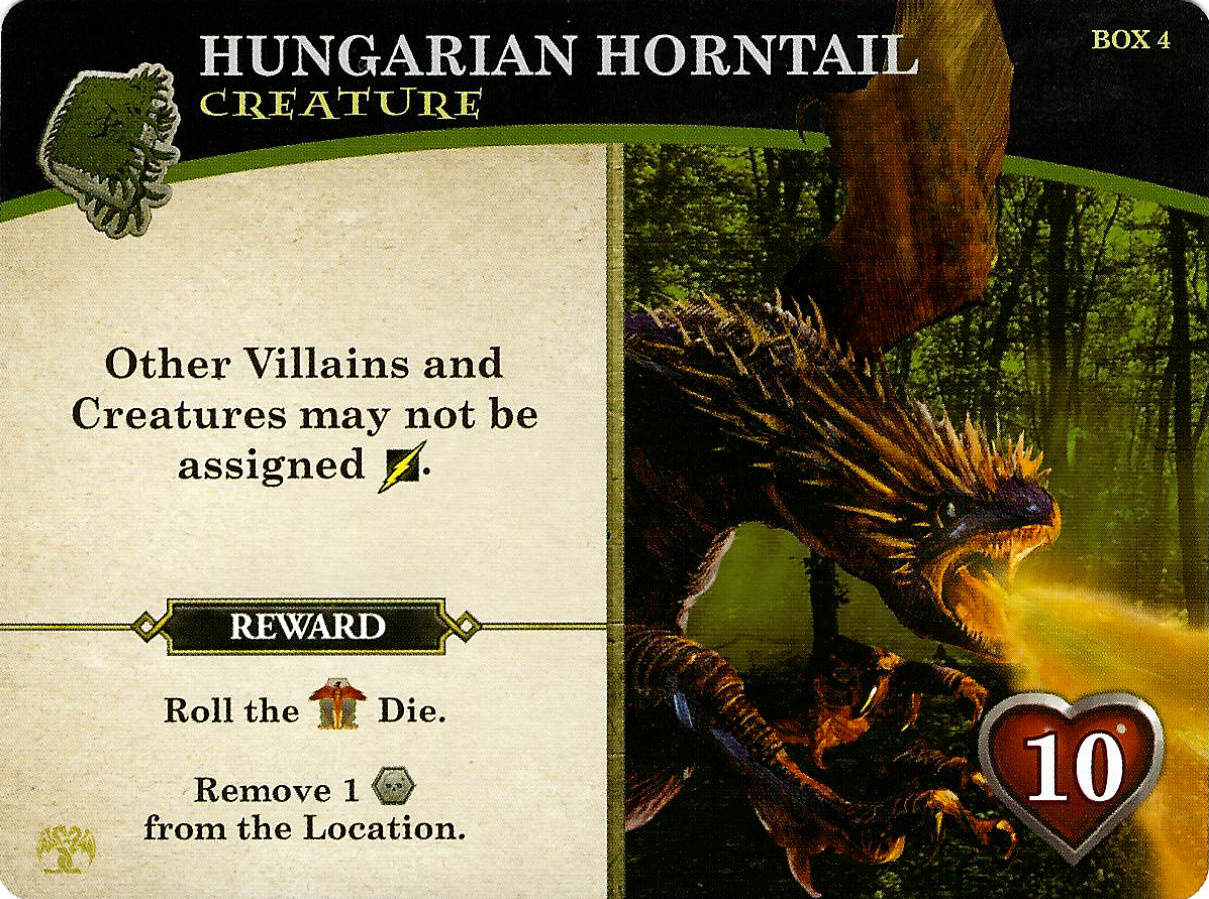 HUNGARIAN HORNTAIL
BOX 4
CREATURE
Other Villains and
Creatures may not be
assigned .
REWARD
Roll the Die.
Remove 1
from the Location.
10